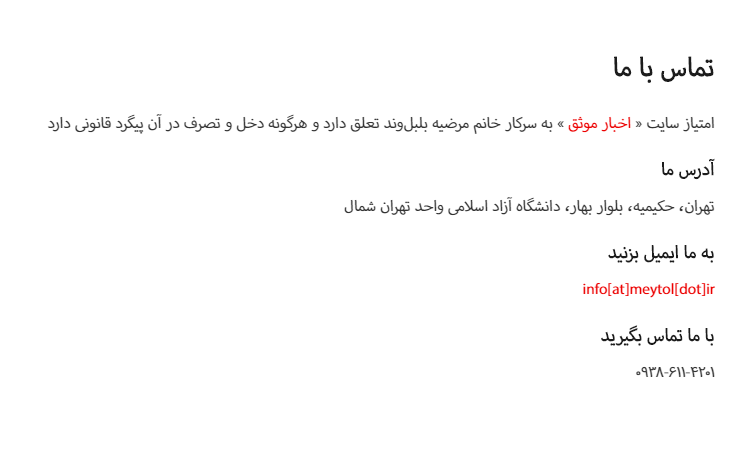 تماس با ما
امتیاز سایت « اخبار موثق » به سرکار خانم مرضیه بلبل‌وند تعلق دارد و هرگونه دخل و تصرف در آن پیگرد قانونی دارد
آدرس ما
تهران، حکیمیه، بلوار بهار، دانشگاه آزاد اسلامی واحد تهران شمال
به ما ایمیل بزنید
info[at]meytol[dot]ir
با ما تماس بگیرید
۰۹۳۸-۶۱۱-۴۲۰۱